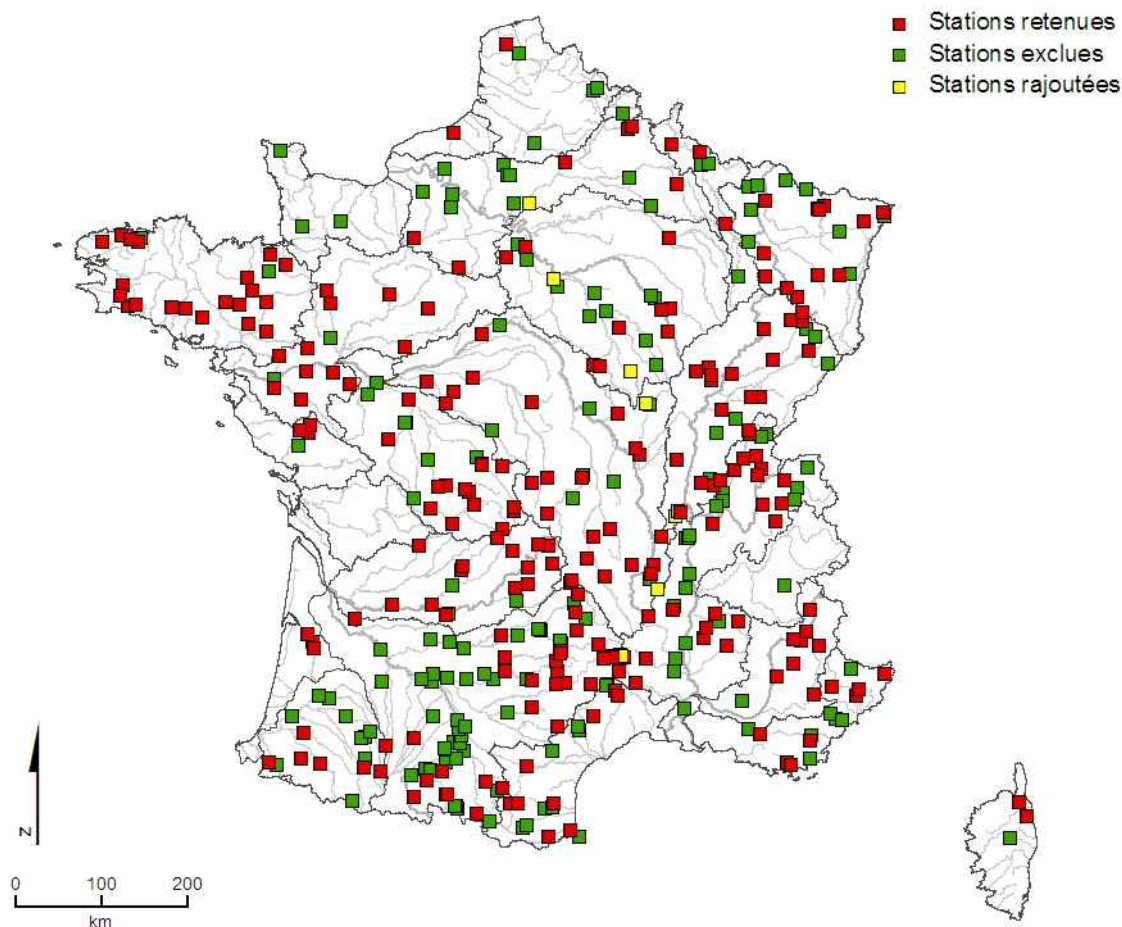 Stations retenues
Stations exclues
Stations rajoutées
N
0 100 200
km